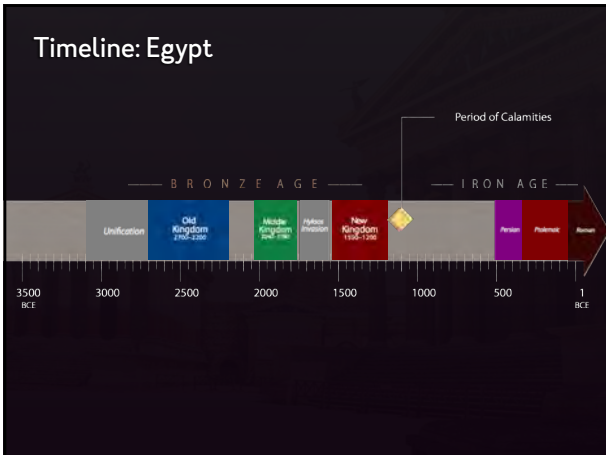 Timeline: Egypt
Period of Calamities
BRONZE AGE
IRON AGE
Unification
Old
Kingdom
2700–2200
Middle
Kingdom
Hyksos
Invasion
New
Kingdom
1550–1200
Persian
Ptolemaic
Roman
3500
BCE
3000
2500
2000
1500
1000
500
1
BCE